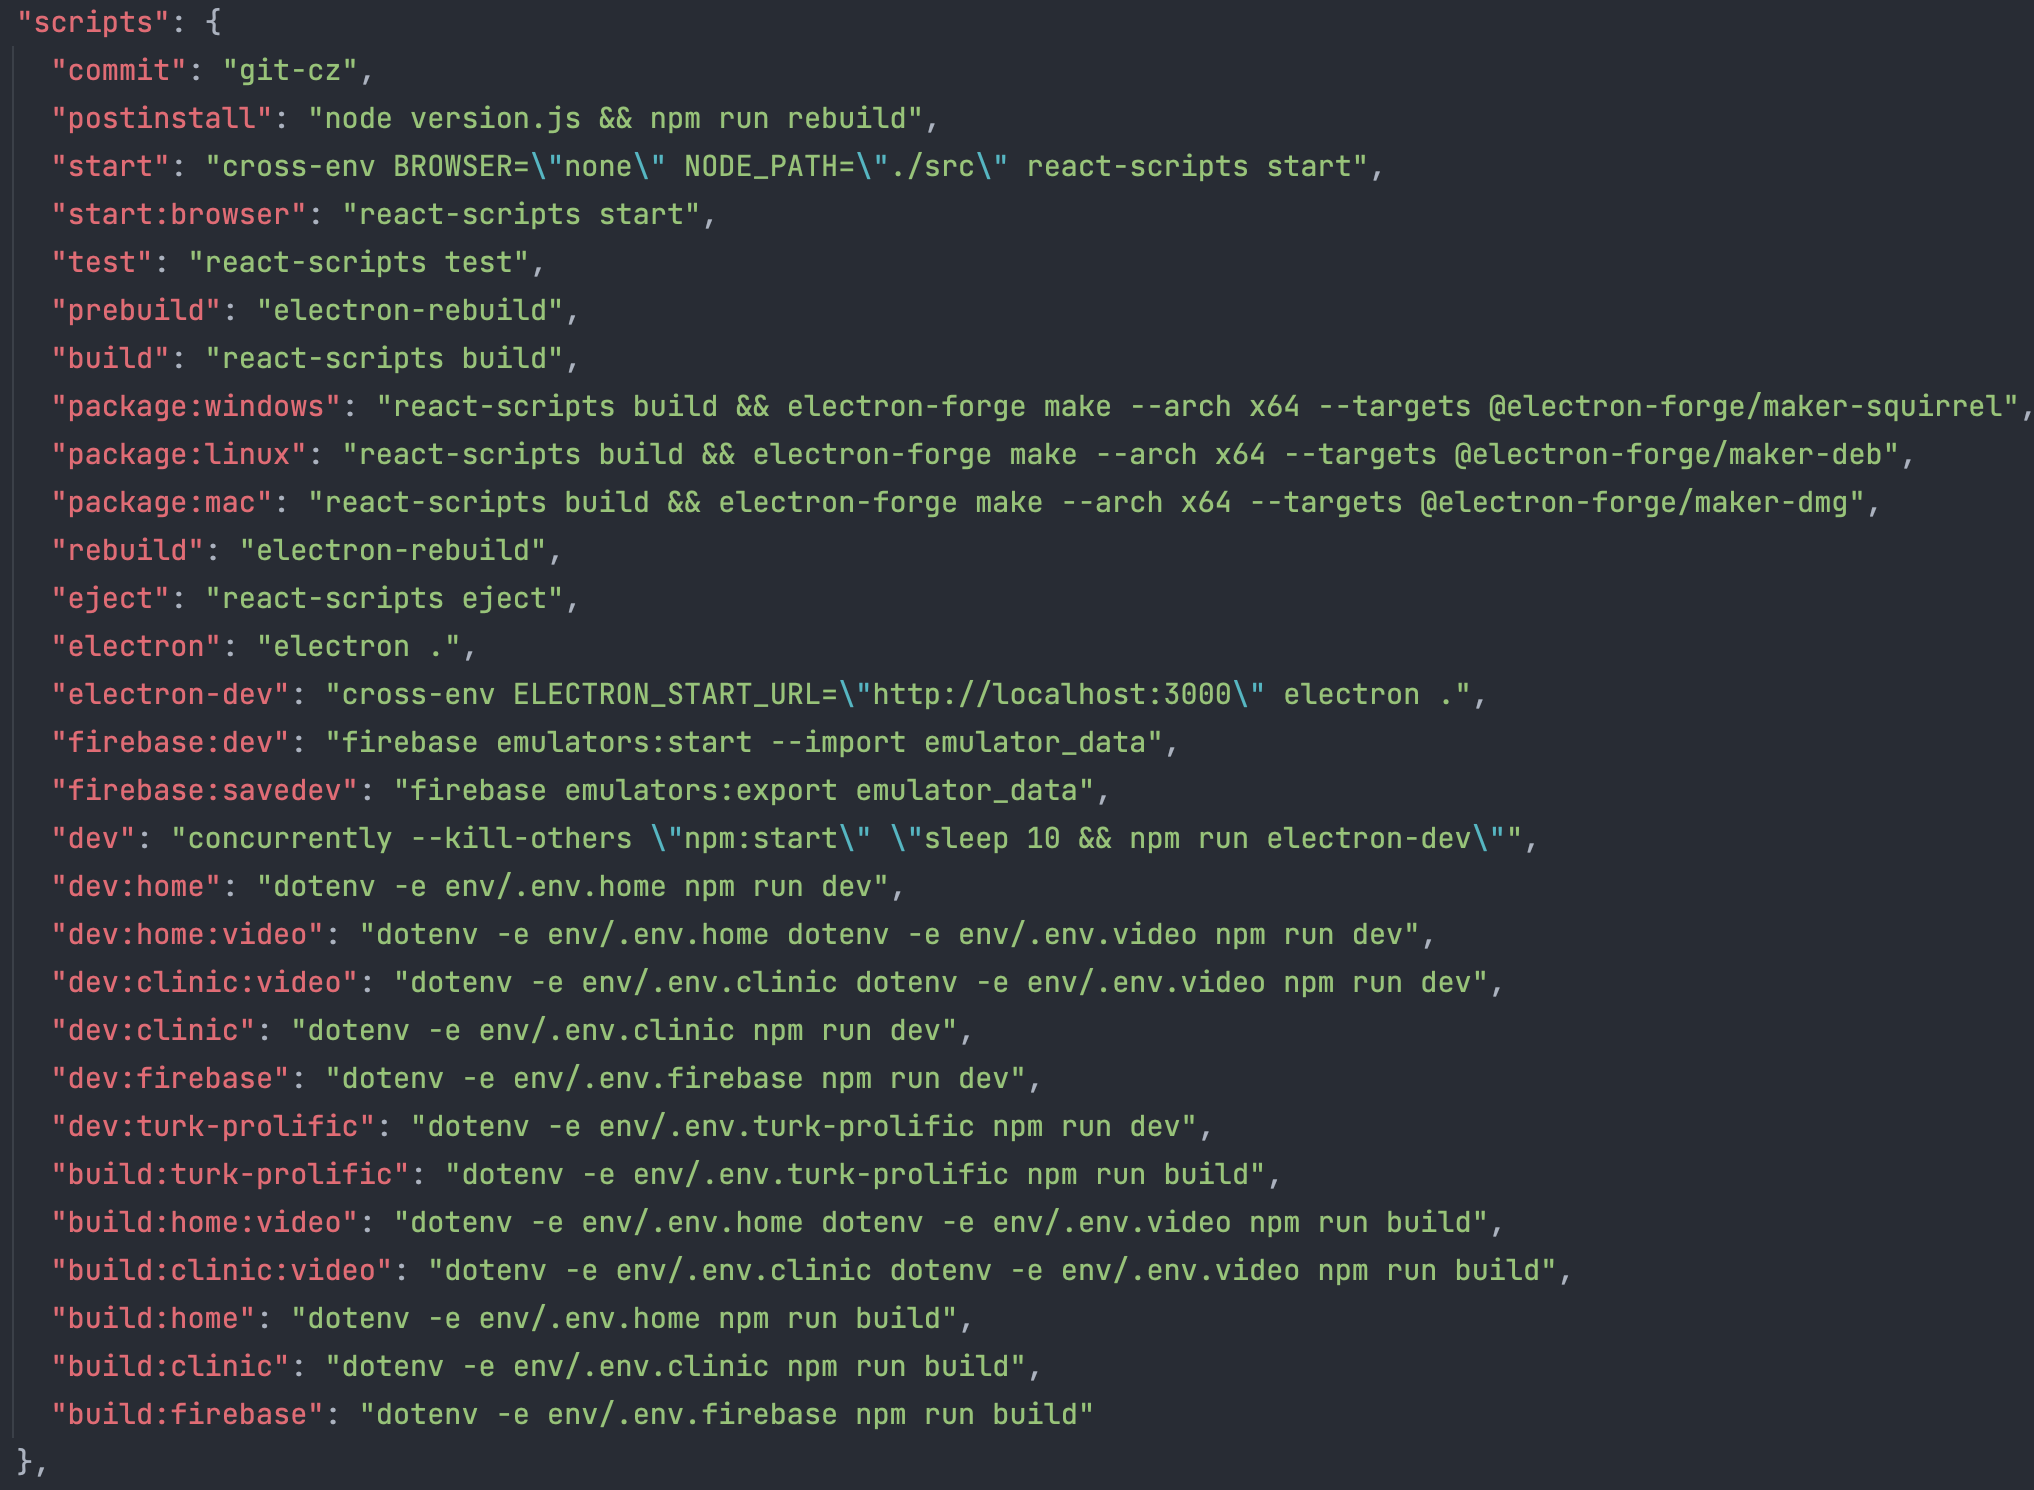 "scripts": {
"commit": "git-cz",
"postinstall": "node version.js && npm run rebuild",
"start": "cross-env BROWSER=\"none\" NODE_PATH=\"./src\" react-scripts start",
"start:browser": "react-scripts start",
"test": "react-scripts test",
"prebuild": "electron-rebuild",
"build": "react-scripts build",
"package:windows": "react-scripts build && electron-forge make --arch x64 --targets @electron-forge/maker-squirrel",
"package:linux": "react-scripts build && electron-forge make --arch x64 --targets @electron-forge/maker-deb",
"package:mac": "react-scripts build && electron-forge make --arch x64 --targets @electron-forge/maker-dmg",
"rebuild": "electron-rebuild",
"eject": "react-scripts eject",
"electron": "electron .",
"electron-dev": "cross-env ELECTRON_START_URL=\"http://localhost:3000\" electron .",
"firebase:dev": "firebase emulators:start --import emulator_data",
"firebase:savedev": "firebase emulators:export emulator_data",
"dev": "concurrently --kill-others \"npm:start\" \"sleep 10 && npm run electron-dev\"",
"dev:home": "dotenv -e env/.env.home npm run dev",
"dev:home:video": "dotenv -e env/.env.home dotenv -e env/.env.video npm run dev",
"dev:clinic:video": "dotenv -e env/.env.clinic dotenv -e env/.env.video npm run dev",
"dev:clinic": "dotenv -e env/.env.clinic npm run dev",
"dev:firebase": "dotenv -e env/.env.firebase npm run dev",
"dev:turk-prolific": "dotenv -e env/.env.turk-prolific npm run dev",
"build:turk-prolific": "dotenv -e env/.env.turk-prolific npm run build",
"build:home:video": "dotenv -e env/.env.home dotenv -e env/.env.video npm run build",
"build:clinic:video": "dotenv -e env/.env.clinic dotenv -e env/.env.video npm run build",
"build:home": "dotenv -e env/.env.home npm run build",
"build:clinic": "dotenv -e env/.env.clinic npm run build",
"build:firebase": "dotenv -e env/.env.firebase npm run build"
},